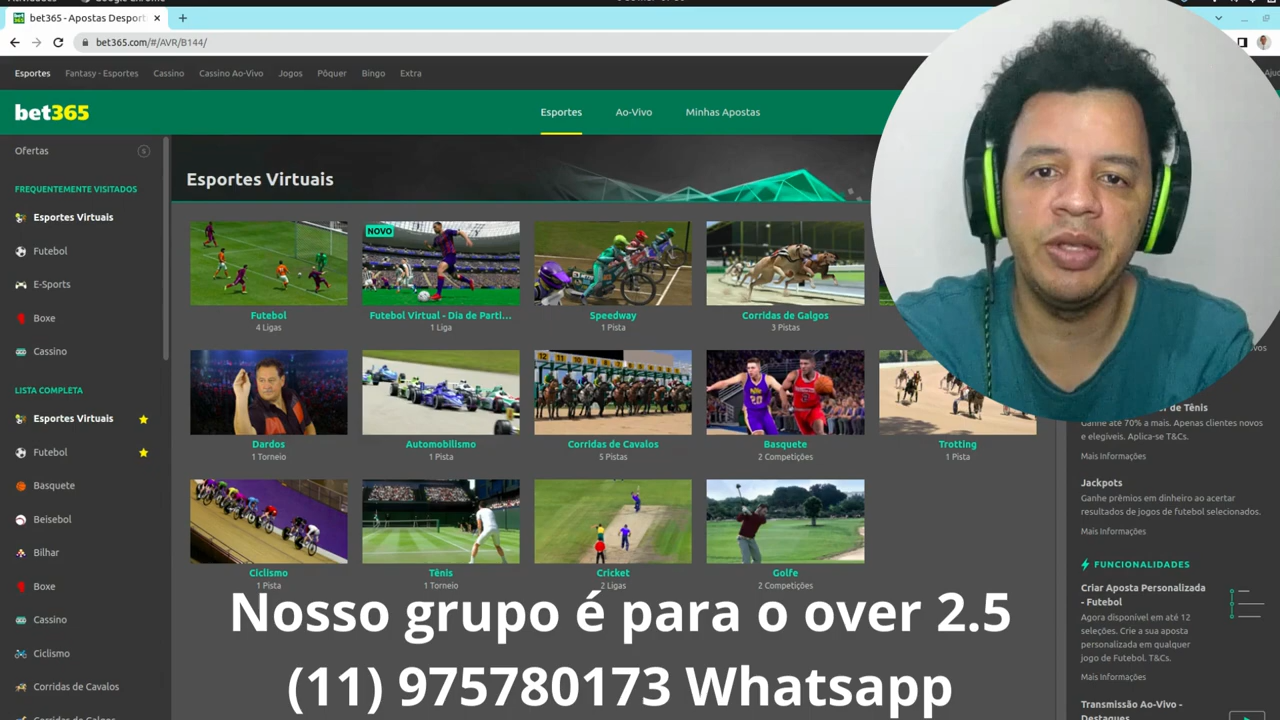 bet365 - Apostas Desport
bet365.com/#/AVR/B144/
Esportes
Fantasy - Esportes
Cassino
Cassino Ao-Vivo
Jogos
Pôquer
Bingo
Extra
bet365
Esportes
Ao-Vivo
Minhas Apostas
Ofertas
6
FREQUENTEMENTE VISITADOS
Esportes Virtuais
Futebol
E-Sports
Boxe
Cassino
LISTA COMPLETA
Esportes Virtuais
Futebol
Basquete
Beisebol
Bilhar
Boxe
Cassino
Ciclismo
Corridas de Cavalos
Corridas de Galgos
Esportes Virtuais
NOVO
Futebol
4 Ligas
Futebol Virtual - Dia de Parti...
1 Liga
Speedway
1 Pista
Corridas de Galgos
3 Pistas
Dardos
1 Torneio
Automobilismo
1 Pista
Corridas de Cavalos
5 Pistas
Basquete
2 Competições
Trotting
1 Pista
Ciclismo
1 Pista
Tênis
1 Torneio
Cricket
2 Ligas
Golfe
2 Competições
de Tênis
Ganhe até 70% a mais. Apenas clientes novos
e elegíveis. Aplica-se T&Cs.
Mais Informações
Jackpots
Ganhe prêmios em dinheiro ao acertar
resultados de jogos de futebol selecionados.
Mais Informações
FUNCIONALIDADES
Criar Aposta Personalizada
- Futebol
Agora disponível em até 12
seleções. Crie a sua aposta
personalizada em qualquer
jogo de Futebol. T&Cs.
Mais Informações
Transmissão Ao-Vivo -
Destaques
Nosso grupo é para o over 2.5
(11) 975780173 Whatsapp